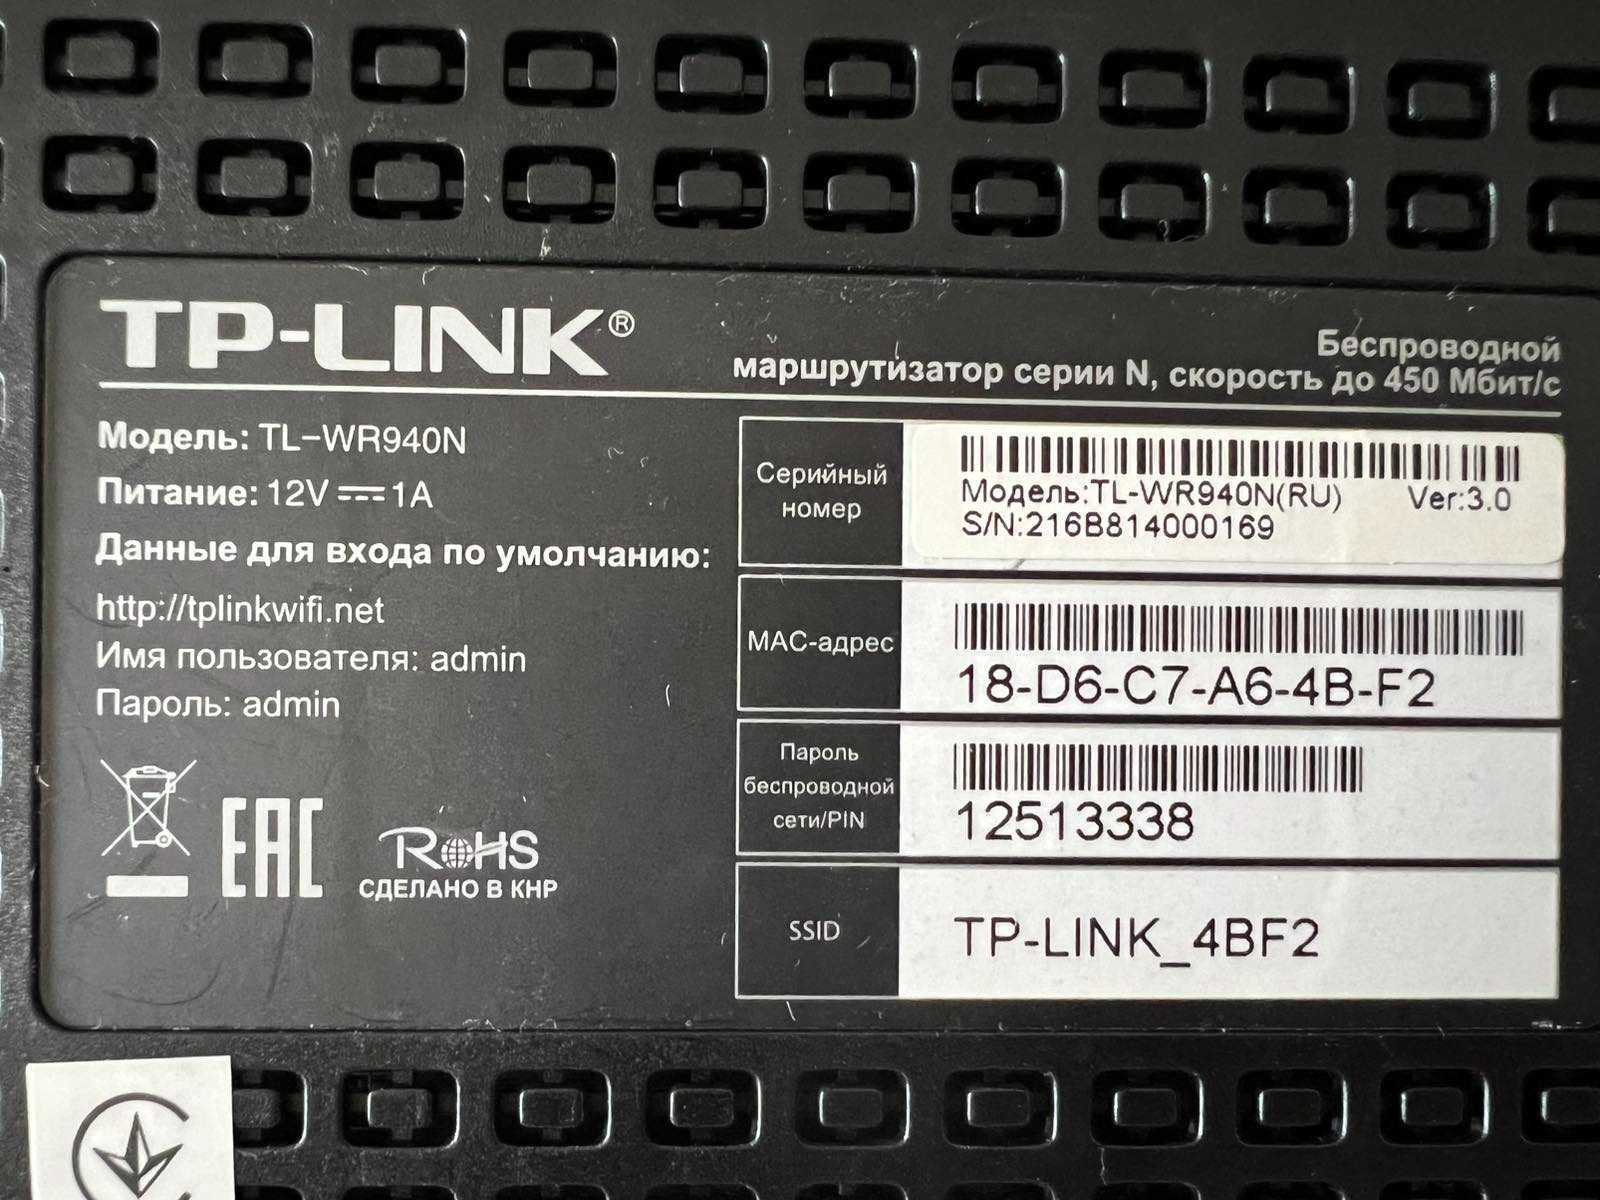 TP-LINK®
Беспроводной
маршрутизатор серии N, скорость до 450 Мбит/с
Модель: TL-WR940N
Питание: 12V ⎓ 1A
Данные для входа по умолчанию:
http://tplinkwifi.net
Имя пользователя: admin
Пароль: admin
EAC
RoHS
СДЕЛАНО В КНР
Серийный
номер
Модель:TL-WR940N(RU) Ver:3.0
S/N:216B814000169
MAC-адрес
18-D6-C7-A6-4B-F2
Пароль
беспроводной
сети/PIN
12513338
SSID
TP-LINK_4BF2